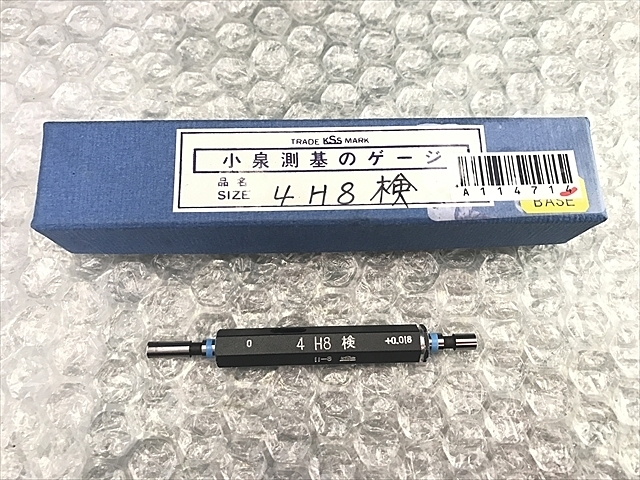 TRADE KSS MARK
小泉測基のゲージ
品名
SIZE 4 H8 検
A114714
BASE
0 4 H8 検 +0.018